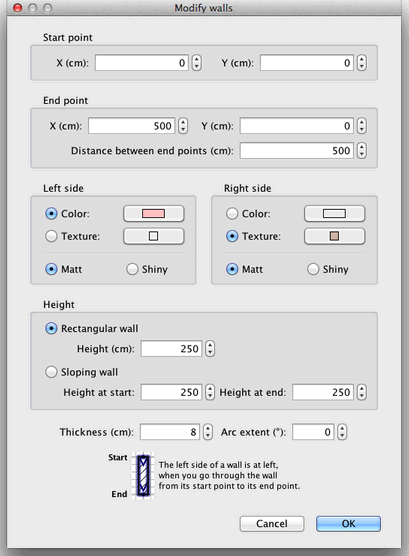 Modify walls
Start point
X (cm): 0 Y (cm): 0
End point
X (cm): 500 Y (cm): 0
Distance between end points (cm): 500
Left side Right side
Color: Color:
Texture: Texture:
Matt Shiny Matt Shiny
Height
Rectangular wall
Height (cm): 250
Sloping wall
Height at start: 250 Height at end: 250
Thickness (cm): 8 Arc extent (°): 0
Start
End
The left side of a wall is at left,
when you go through the wall
from its start point to its end point.
Cancel OK